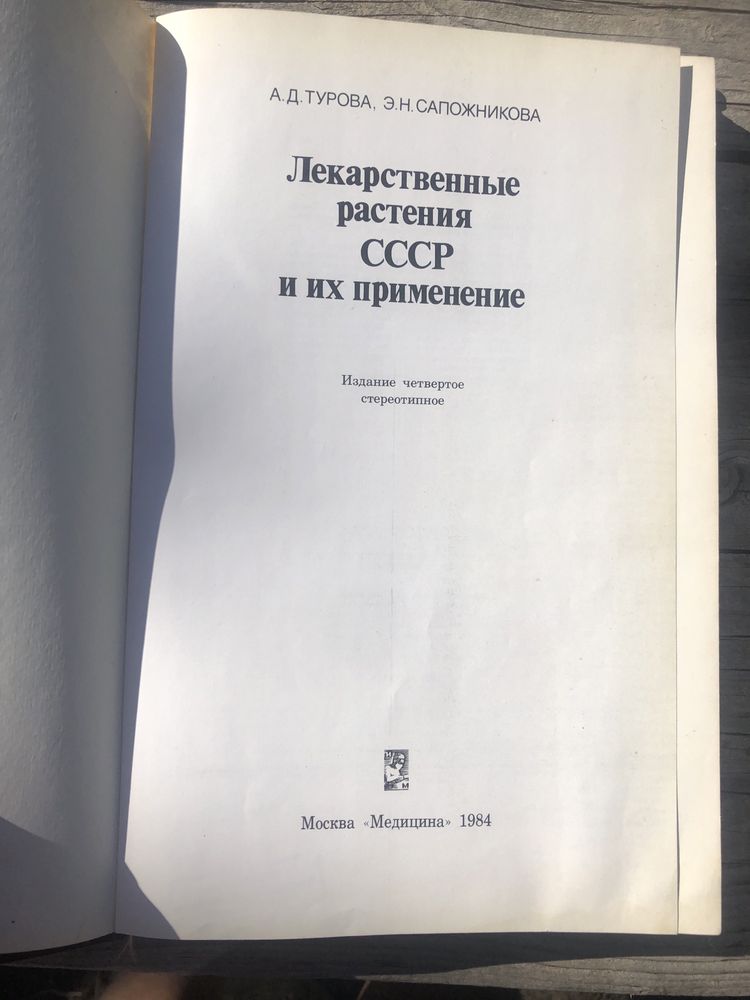 А.Д.ТУРОВА, Э.Н.САПОЖНИКОВА
Лекарственные
растения
СССР
и их применение
Издание четвертое
стереотипное
И
М
Москва «Медицина» 1984